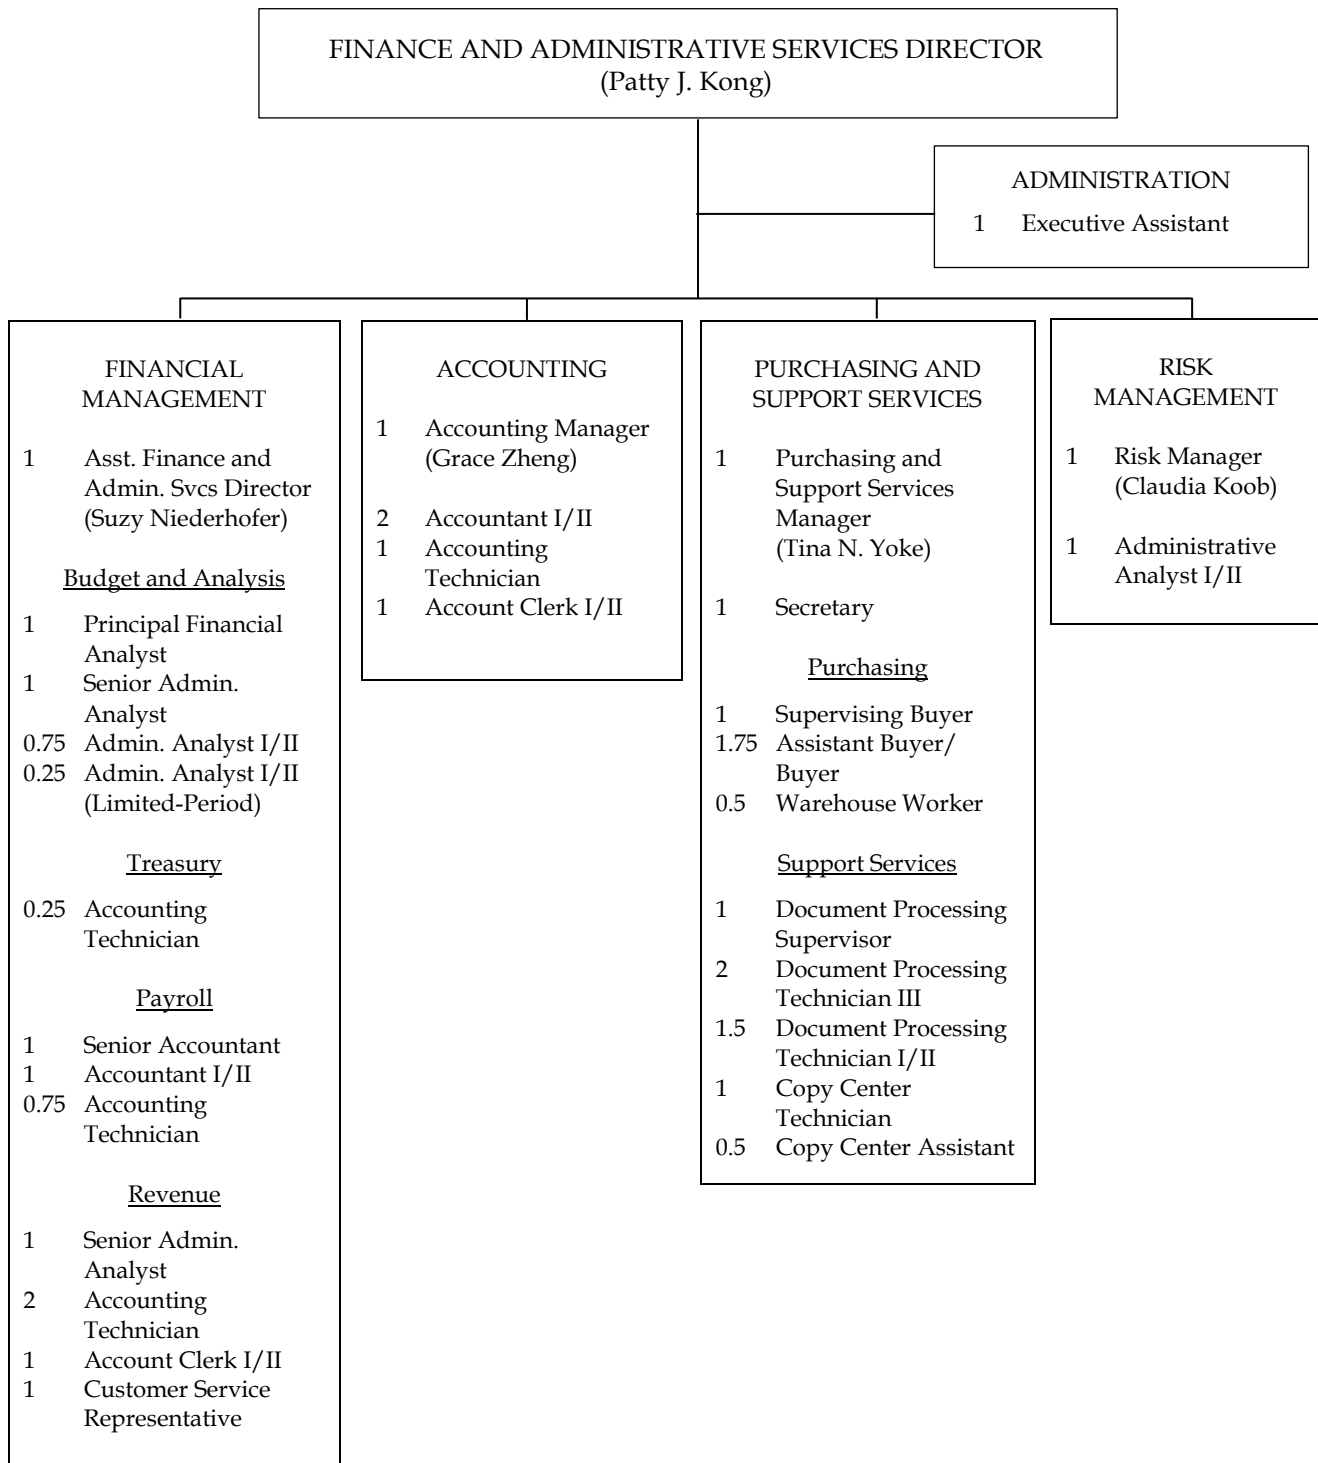 FINANCE AND ADMINISTRATIVE SERVICES DIRECTOR
(Patty J. Kong)
ADMINISTRATION
1 Executive Assistant
FINANCIAL
MANAGEMENT
1 Asst. Finance and
Admin. Svcs Director
(Suzy Niederhofer)
Budget and Analysis
1 Principal Financial
Analyst
1 Senior Admin.
Analyst
0.75 Admin. Analyst I/II
0.25 Admin. Analyst I/II
(Limited-Period)
Treasury
0.25 Accounting
Technician
Payroll
1 Senior Accountant
1 Accountant I/II
0.75 Accounting
Technician
Revenue
1 Senior Admin.
Analyst
2 Accounting
Technician
1 Account Clerk I/II
1 Customer Service
Representative
ACCOUNTING
1 Accounting Manager
(Grace Zheng)
2 Accountant I/II
1 Accounting
Technician
1 Account Clerk I/II
PURCHASING AND
SUPPORT SERVICES
1 Purchasing and
Support Services
Manager
(Tina N. Yoke)
1 Secretary
Purchasing
1 Supervising Buyer
1.75 Assistant Buyer/
Buyer
0.5 Warehouse Worker
Support Services
1 Document Processing
Supervisor
2 Document Processing
Technician III
1.5 Document Processing
Technician I/II
1 Copy Center
Technician
0.5 Copy Center Assistant
RISK
MANAGEMENT
1 Risk Manager
(Claudia Koob)
1 Administrative
Analyst I/II